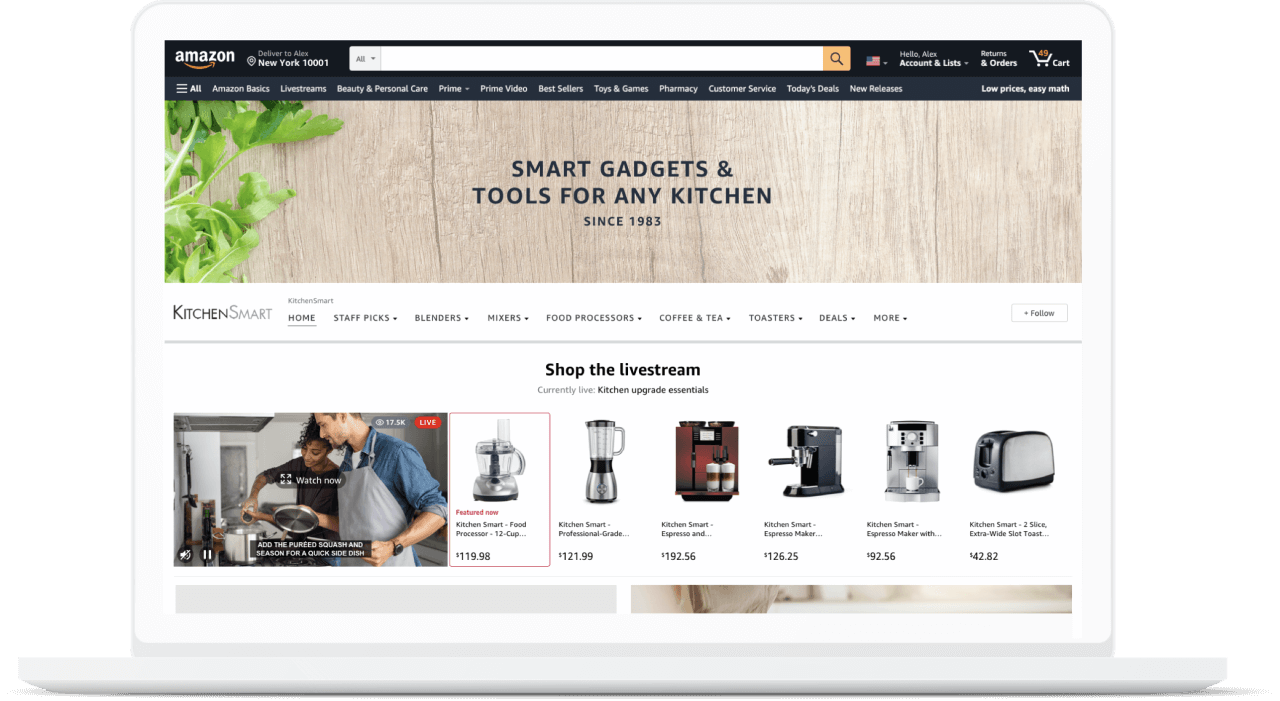 amazon
Deliver to Alex
New York 10001
All
Hello, Alex
Account & Lists
Returns
& Orders
49
Cart
All
Amazon Basics
Livestreams
Beauty & Personal Care
Prime
Prime Video
Best Sellers
Toys & Games
Pharmacy
Customer Service
Today's Deals
New Releases
Low prices, easy math
SMART GADGETS &
TOOLS FOR ANY KITCHEN
SINCE 1983
KITCHENSMART
KitchenSmart
HOME
STAFF PICKS
BLENDERS
MIXERS
FOOD PROCESSORS
COFFEE & TEA
TOASTERS
DEALS
MORE
+ Follow
Shop the livestream
Currently live: Kitchen upgrade essentials
17.5K
LIVE
Watch now
ADD THE PURÉED SQUASH AND
SEASON FOR A QUICK SIDE DISH
Featured now
Kitchen Smart - Food
Processor - 12-Cup...
$119.98
Kitchen Smart -
Professional-Grade...
$121.99
Kitchen Smart -
Espresso and...
$192.56
Kitchen Smart -
Espresso Maker...
$126.25
Kitchen Smart -
Espresso Maker with...
$92.56
Kitchen Smart - 2 Slice,
Extra-Wide Slot Toast...
$42.82